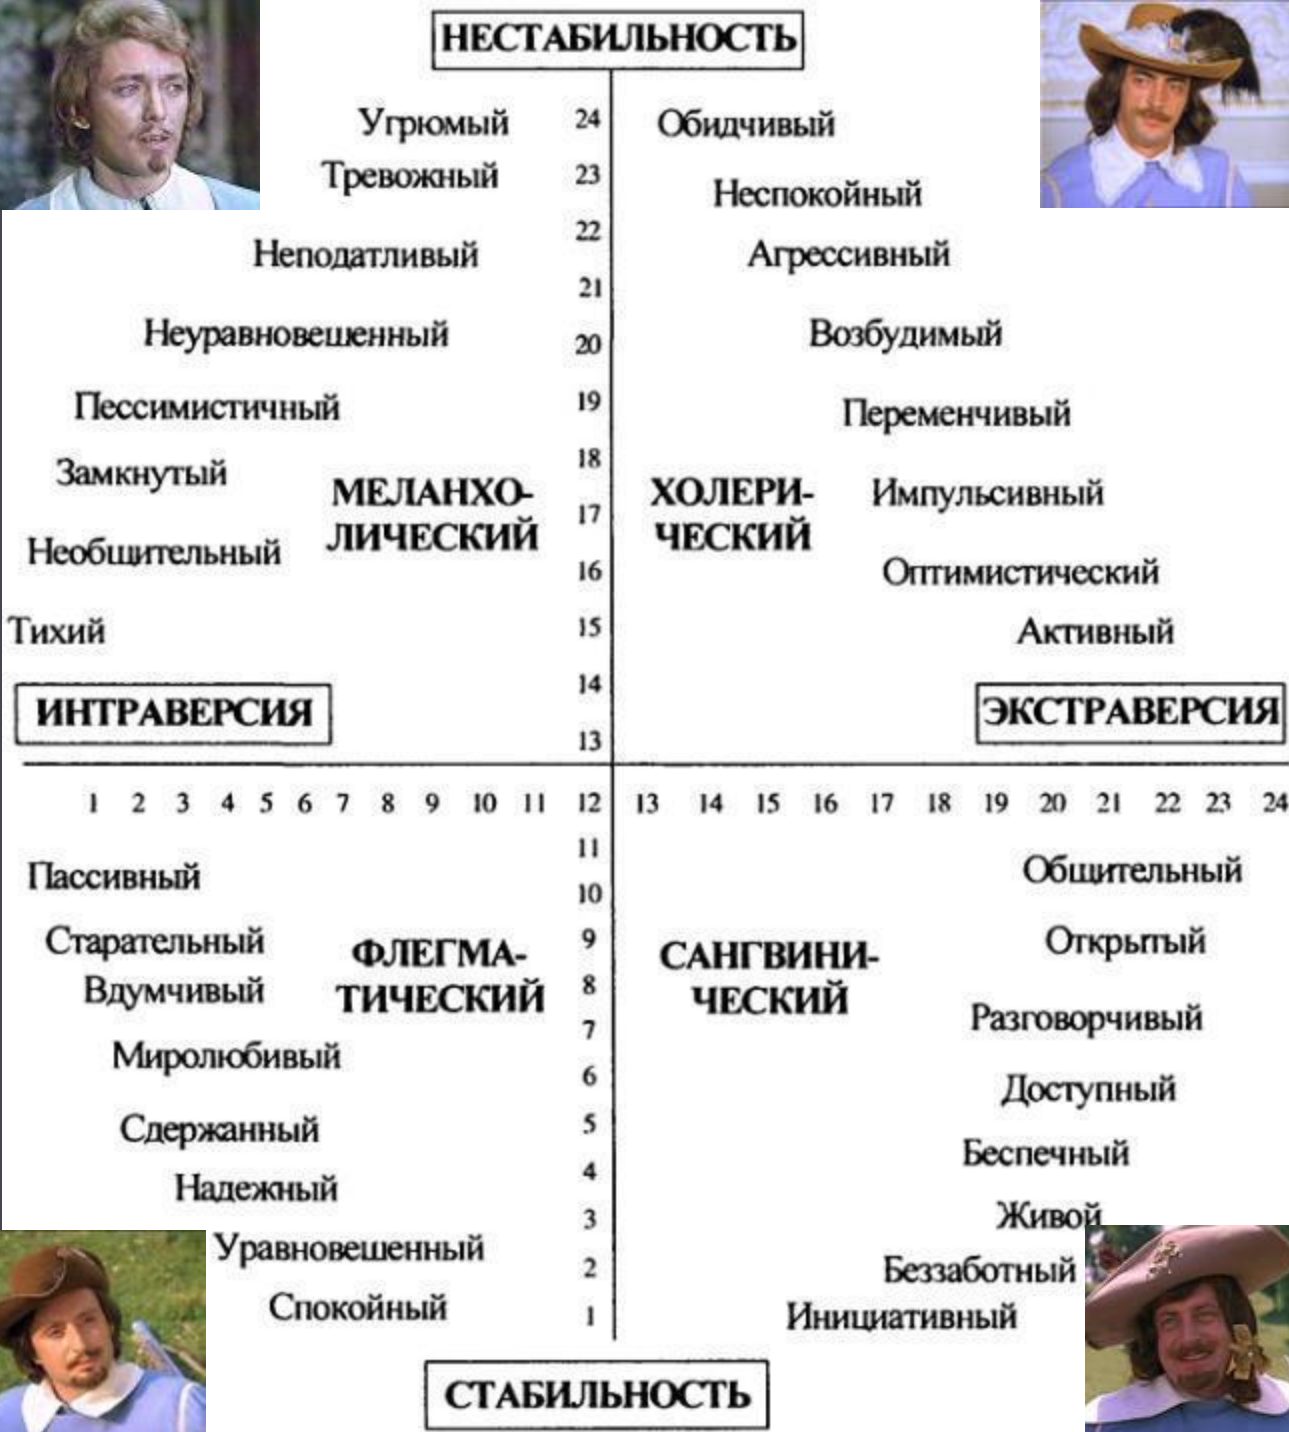 НЕСТАБИЛЬНОСТЬ
Угрюмый
24
Обидчивый
Тревожный
23
Неспокойный
22
Неподатливый
Агрессивный
21
Неуравновешенный
20
Возбудимый
Пессимистичный
19
Переменчивый
18
Замкнутый
МЕЛАНХО-
ЛИЧЕСКИЙ
17
ХОЛЕРИ-
ЧЕСКИЙ
Импульсивный
Необщительный
16
Оптимистический
Тихий
15
Активный
14
ИНТРАВЕРСИЯ
ЭКСТРАВЕРСИЯ
13
1 2 3 4 5 6 7 8 9 10 11 12 13 14 15 16 17 18 19 20 21 22 23 24
11
Пассивный
Общительный
10
Старательный
9
Открытый
ФЛЕГМА-
ТИЧЕСКИЙ
САНГВИНИ-
ЧЕСКИЙ
Вдумчивый
8
Разговорчивый
7
Миролюбивый
6
Доступный
Сдержанный
5
Беспечный
4
Надежный
3
Живой
Уравновешенный
2
Беззаботный
Спокойный
1
Инициативный
СТАБИЛЬНОСТЬ